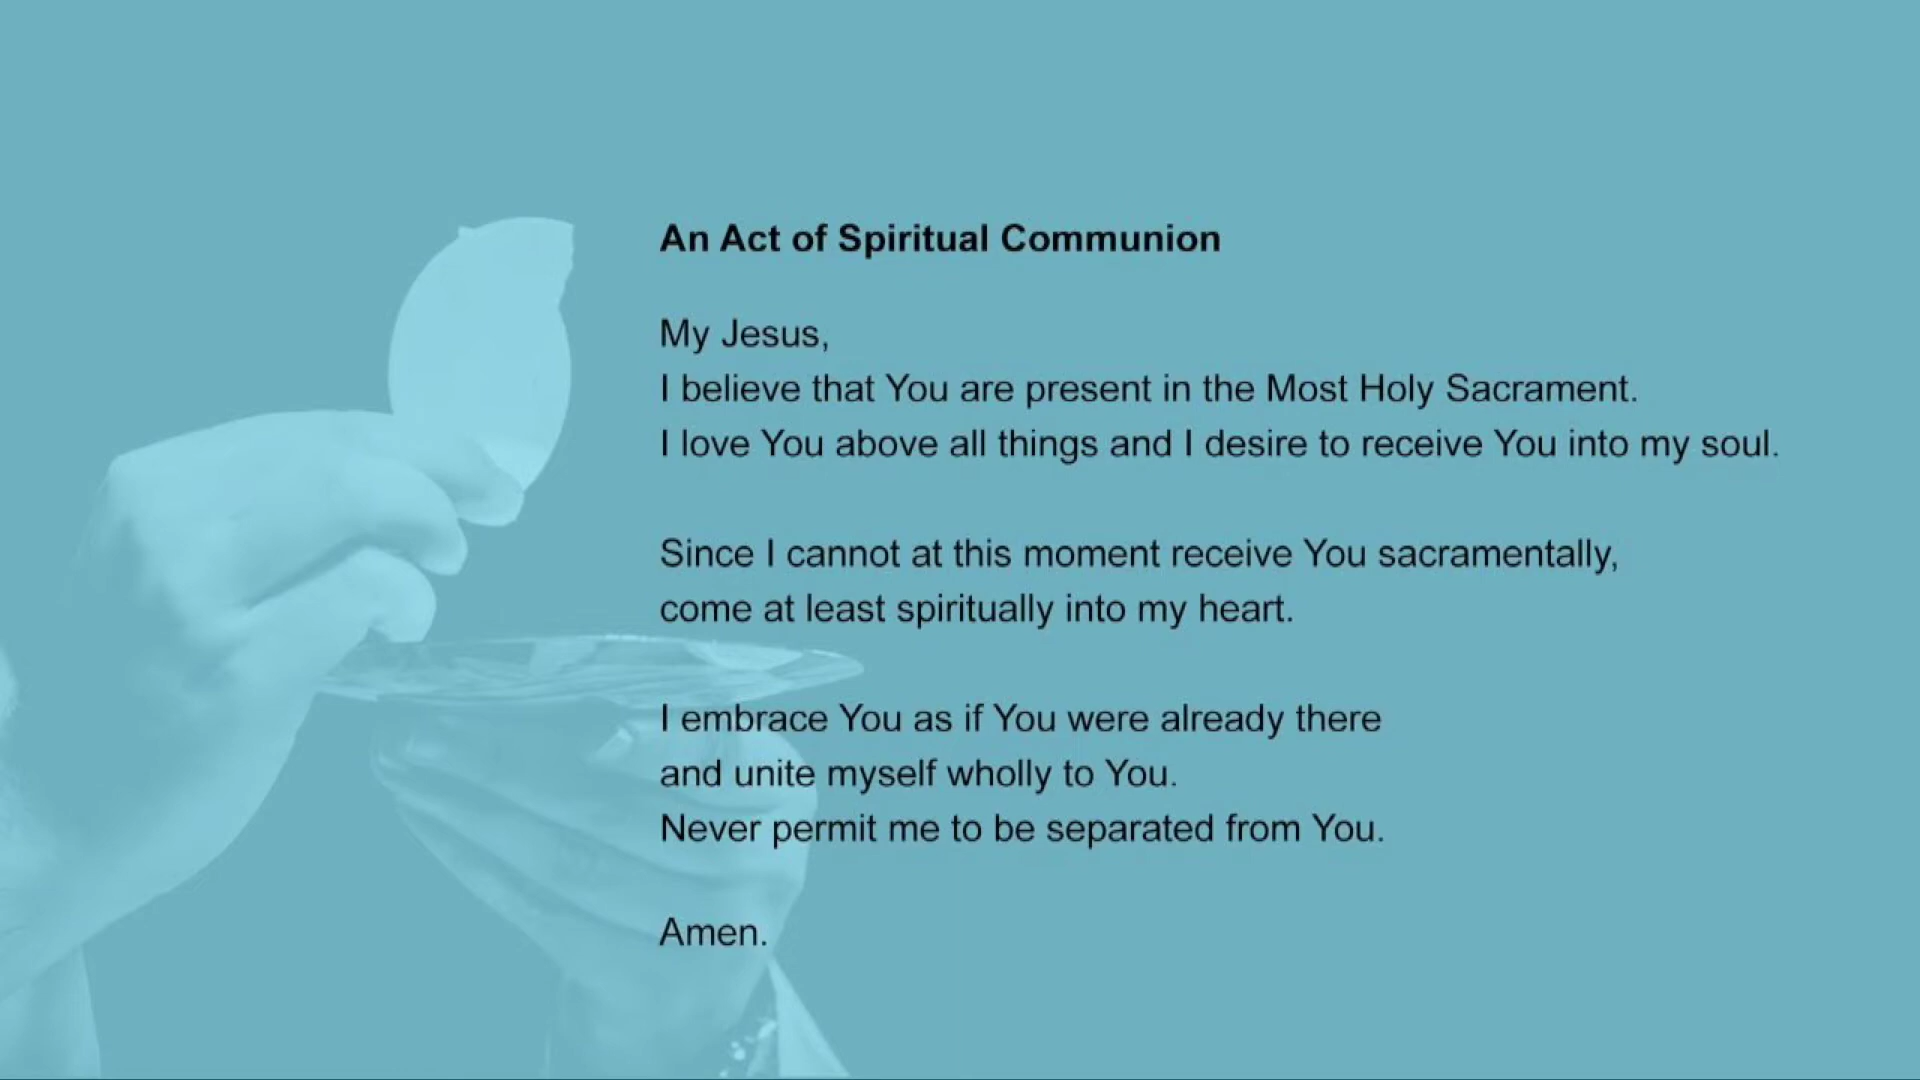 An Act of Spiritual Communion
My Jesus,
I believe that You are present in the Most Holy Sacrament.
I love You above all things and I desire to receive You into my soul.
Since I cannot at this moment receive You sacramentally,
come at least spiritually into my heart.
I embrace You as if You were already there
and unite myself wholly to You.
Never permit me to be separated from You.
Amen.